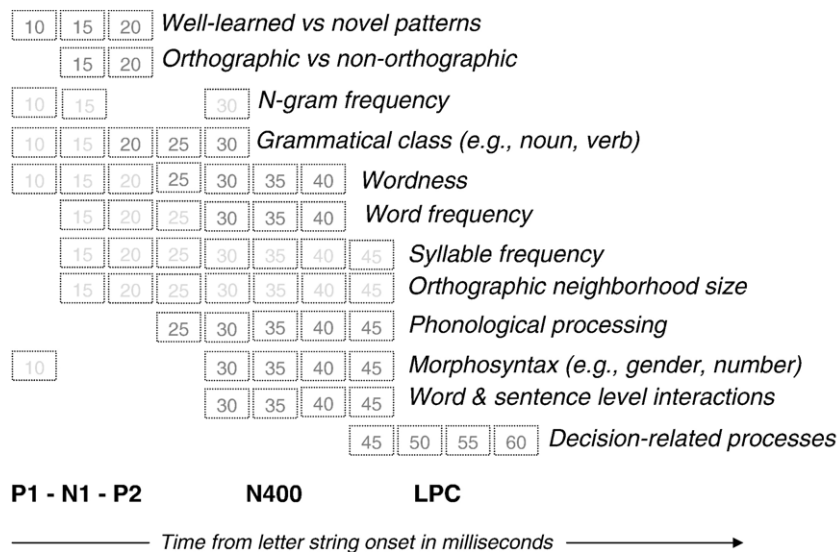 10 15 20 Well-learned vs novel patterns
15 20 Orthographic vs non-orthographic
10 15 30 N-gram frequency
10 15 20 25 30 Grammatical class (e.g., noun, verb)
10 15 20 25 30 35 40 Wordness
15 20 25 30 35 40 Word frequency
15 20 25 30 35 40 45 Syllable frequency
15 20 25 30 35 40 45 Orthographic neighborhood size
25 30 35 40 45 Phonological processing
10 30 35 40 45 Morphosyntax (e.g., gender, number)
30 35 40 45 Word & sentence level interactions
45 50 55 60 Decision-related processes
P1 - N1 - P2 N400 LPC
Time from letter string onset in milliseconds